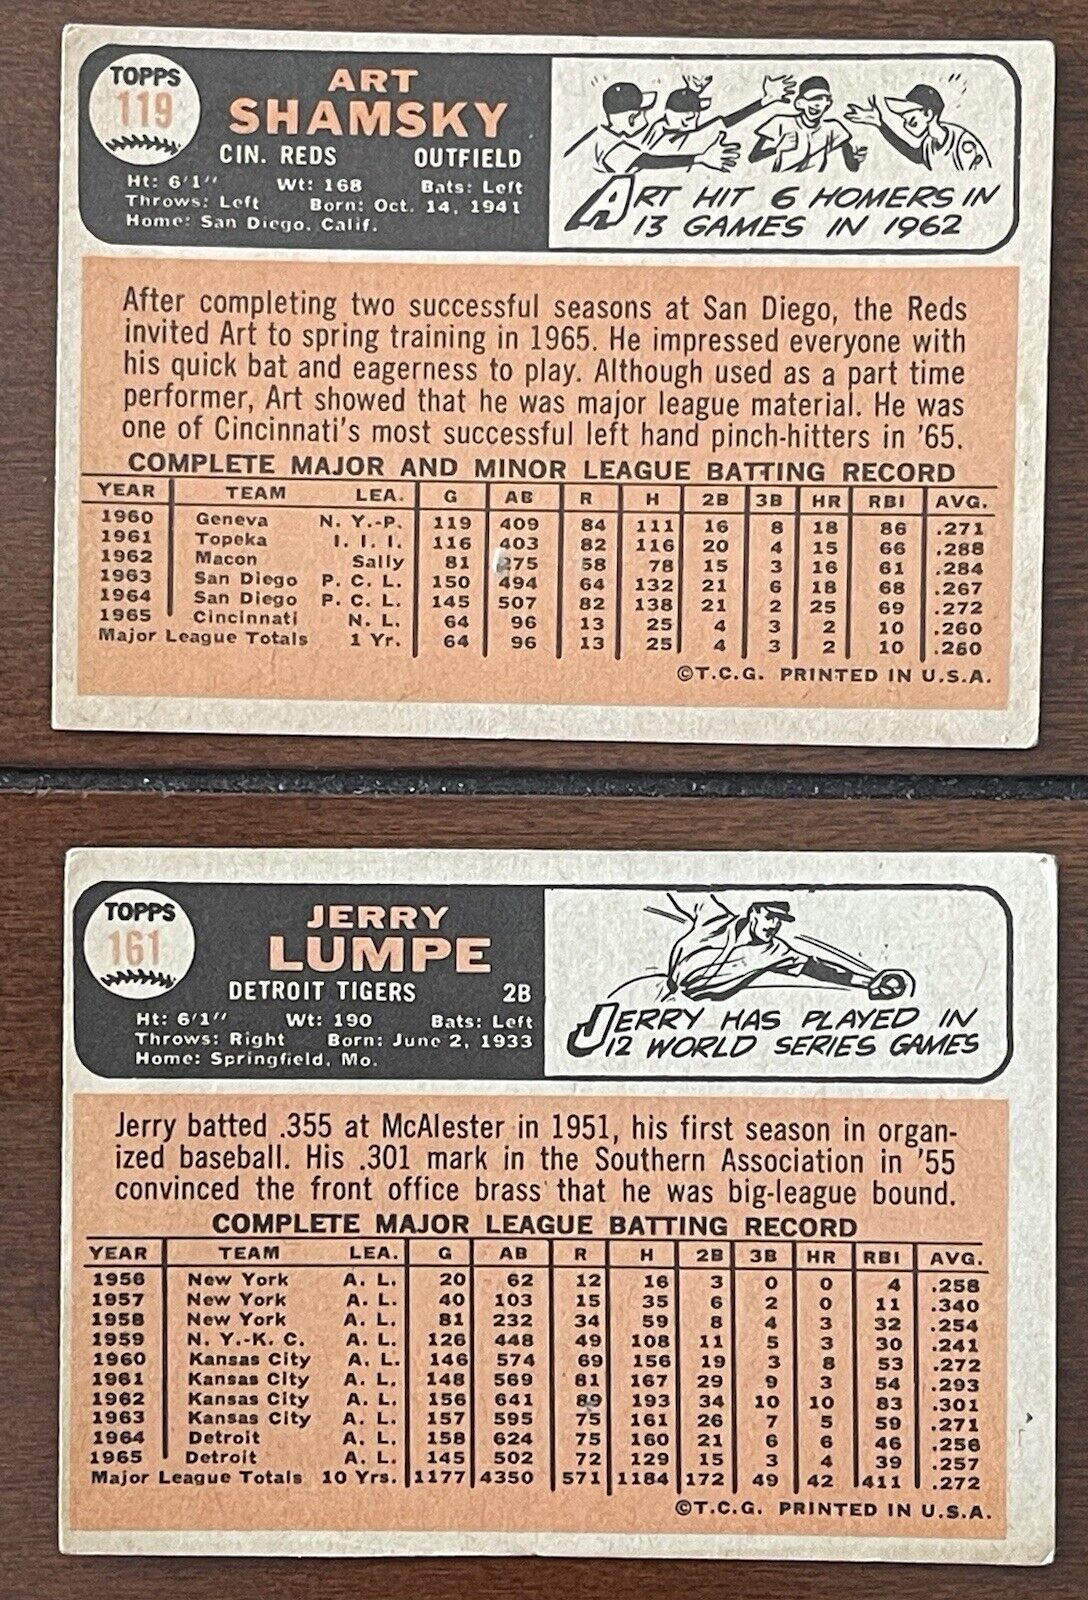 TOPPS
119
ART
SHAMSKY
CIN. REDS OUTFIELD
Ht: 6'1" Wt: 168 Bats: Left
Throws: Left Born: Oct. 14, 1941
Home: San Diego, Calif.
ART HIT 6 HOMERS IN
13 GAMES IN 1962
After completing two successful seasons at San Diego, the Reds
invited Art to spring training in 1965. He impressed everyone with
his quick bat and eagerness to play. Although used as a part time
performer, Art showed that he was major league material. He was
one of Cincinnati's most successful left hand pinch-hitters in '65.
COMPLETE MAJOR AND MINOR LEAGUE BATTING RECORD
YEAR TEAM LEA. G AB R H 2B 3B HR RBI AVG.
1960 Geneva N. Y.-P. 119 409 84 111 16 8 18 86 .271
1961 Topeka I. I. I. 116 403 82 116 20 4 15 66 .288
1962 Macon Sally 81 275 58 78 15 3 16 61 .284
1963 San Diego P. C. L. 150 494 64 132 21 6 18 68 .267
1964 San Diego P. C. L. 145 507 82 138 21 2 25 69 .272
1965 Cincinnati N. L. 64 96 13 25 4 3 2 10 .260
Major League Totals 1 Yr. 64 96 13 25 4 3 2 10 .260
©T.C.G. PRINTED IN U.S.A.
TOPPS
161
JERRY
LUMPE
DETROIT TIGERS 2B
Ht: 6'1" Wt: 190 Bats: Left
Throws: Right Born: June 2, 1933
Home: Springfield, Mo.
JERRY HAS PLAYED IN
12 WORLD SERIES GAMES
Jerry batted .355 at McAlester in 1951, his first season in organ-
ized baseball. His .301 mark in the Southern Association in '55
convinced the front office brass that he was big-league bound.
COMPLETE MAJOR LEAGUE BATTING RECORD
YEAR TEAM LEA. G AB R H 2B 3B HR RBI AVG.
1956 New York A. L. 20 62 12 16 3 0 0 4 .258
1957 New York A. L. 40 103 15 35 6 2 0 11 .340
1958 New York A. L. 81 232 34 59 8 4 3 32 .254
1959 N. Y.-K. C. A. L. 126 448 49 108 11 5 3 30 .241
1960 Kansas City A. L. 146 574 69 156 19 3 8 53 .272
1961 Kansas City A. L. 148 569 81 167 29 9 3 54 .293
1962 Kansas City A. L. 156 641 89 193 34 10 10 83 .301
1963 Kansas City A. L. 157 595 75 161 26 7 5 59 .271
1964 Detroit A. L. 158 624 75 160 21 6 6 46 .256
1965 Detroit A. L. 145 502 72 129 15 3 4 39 .257
Major League Totals 10 Yrs. 1177 4350 571 1184 172 49 42 411 .272
©T.C.G. PRINTED IN U.S.A.